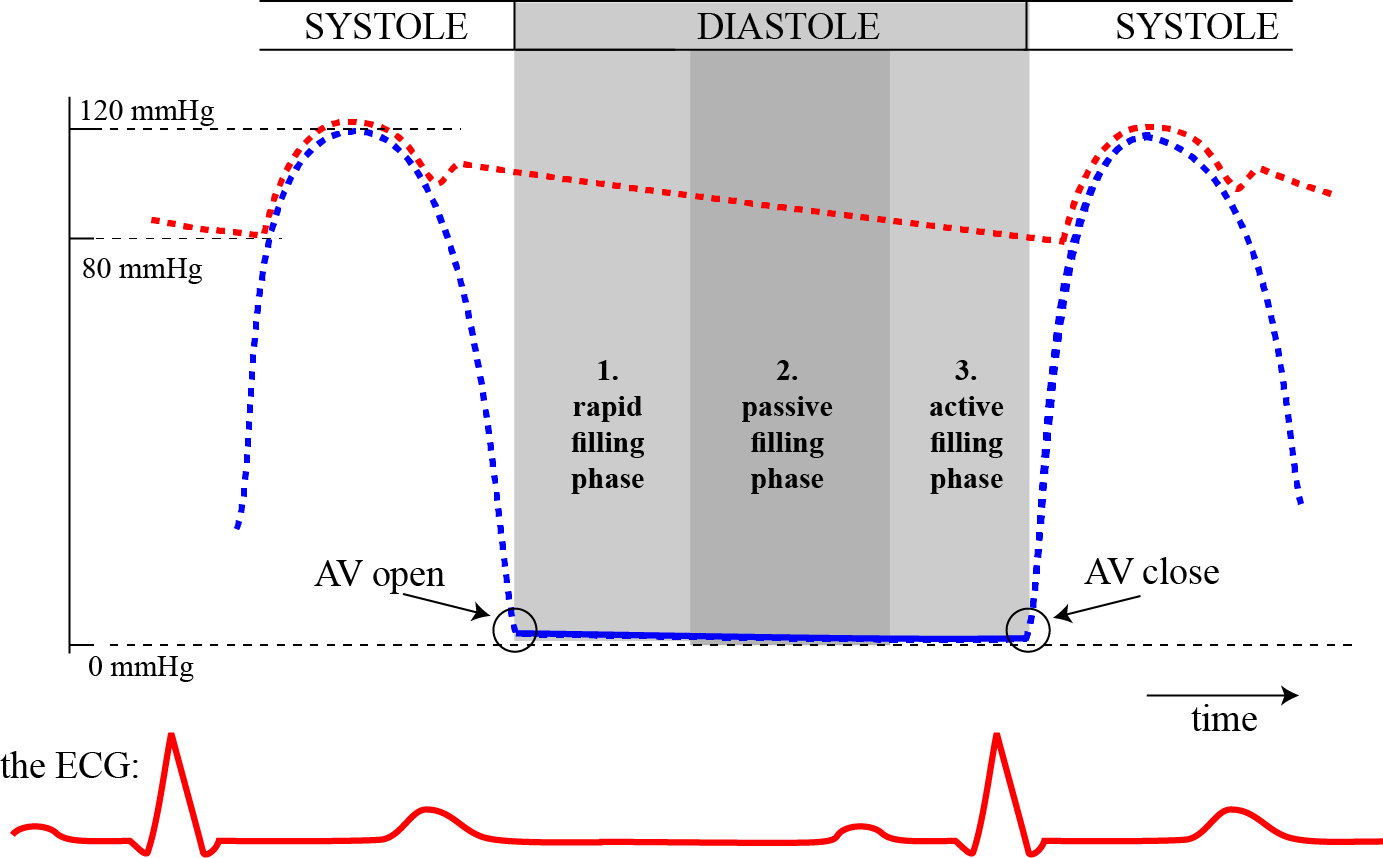 SYSTOLE
DIASTOLE
SYSTOLE
120 mmHg
80 mmHg
1.
rapid
filling
phase
2.
passive
filling
phase
3.
active
filling
phase
AV open
AV close
0 mmHg
time
the ECG: